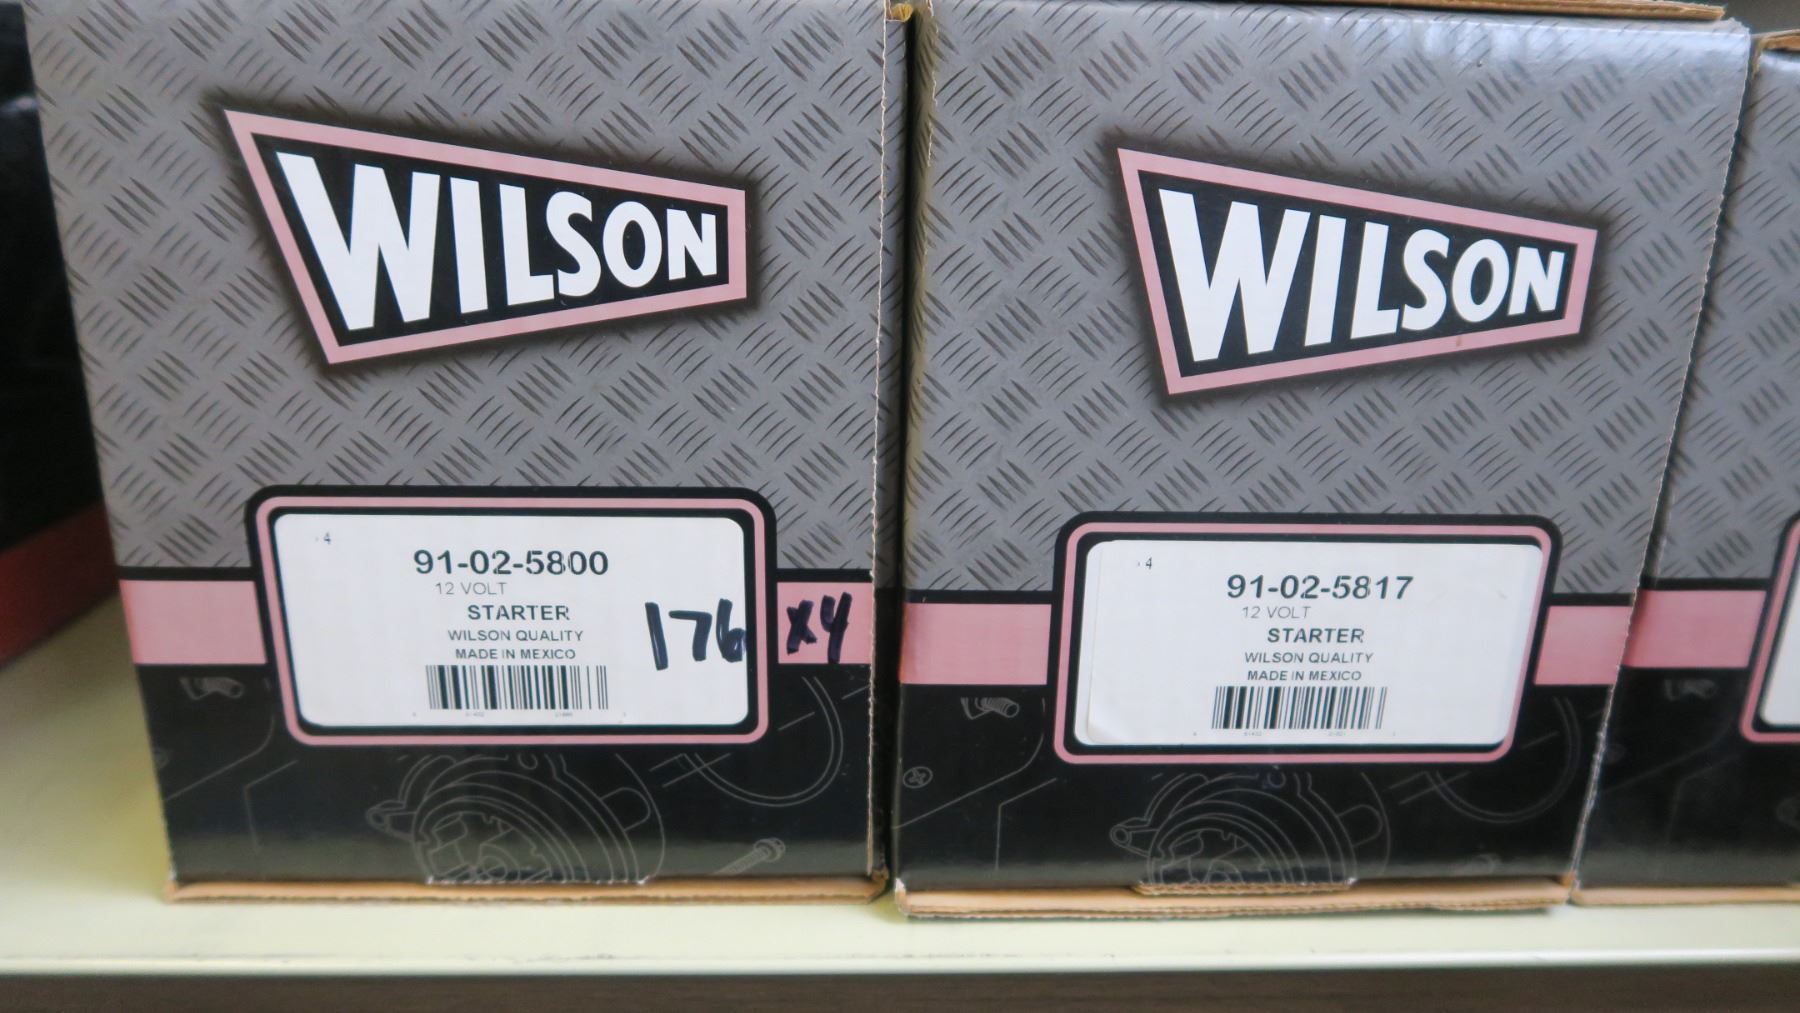 WILSON
4
91-02-5800
12 VOLT
STARTER
WILSON QUALITY
MADE IN MEXICO
176 x4
WILSON
4
91-02-5817
12 VOLT
STARTER
WILSON QUALITY
MADE IN MEXICO